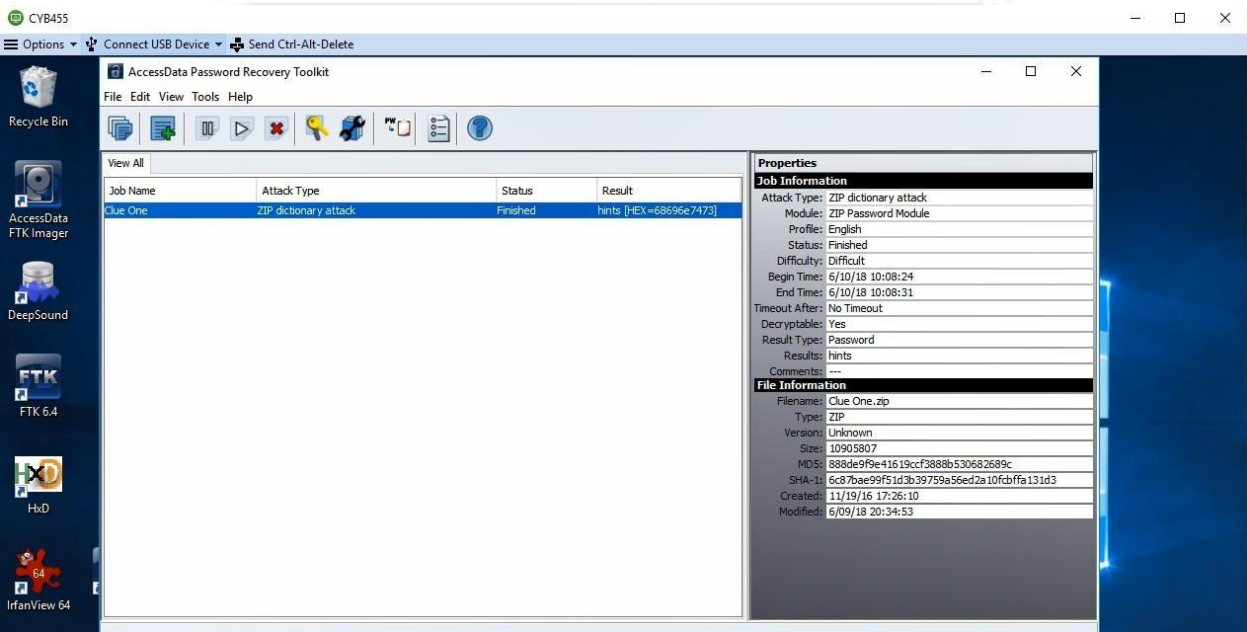 CYB455
Options Connect USB Device Send Ctrl-Alt-Delete
Recycle Bin
AccessData
FTK Imager
DeepSound
FTK
FTK 6.4
HxD
HxD
64
IrfanView 64
AccessData Password Recovery Toolkit
File Edit View Tools Help
PW
View All
Job Name Attack Type Status Result
Clue One ZIP dictionary attack Finished hints [HEX=68696e7473]
Properties
Job Information
Attack Type: ZIP dictionary attack
Module: ZIP Password Module
Profile: English
Status: Finished
Difficulty: Difficult
Begin Time: 6/10/18 10:08:24
End Time: 6/10/18 10:08:31
Timeout After: No Timeout
Decryptable: Yes
Result Type: Password
Results: hints
Comments: ---
File Information
Filename: Clue One.zip
Type: ZIP
Version: Unknown
Size: 10905807
MD5: 888de9f9e41619ccf3888b530682689c
SHA-1: 6c87bae99f51d3b39759a56ed2a10fcbffa131d3
Created: 11/19/16 17:26:10
Modified: 6/09/18 20:34:53